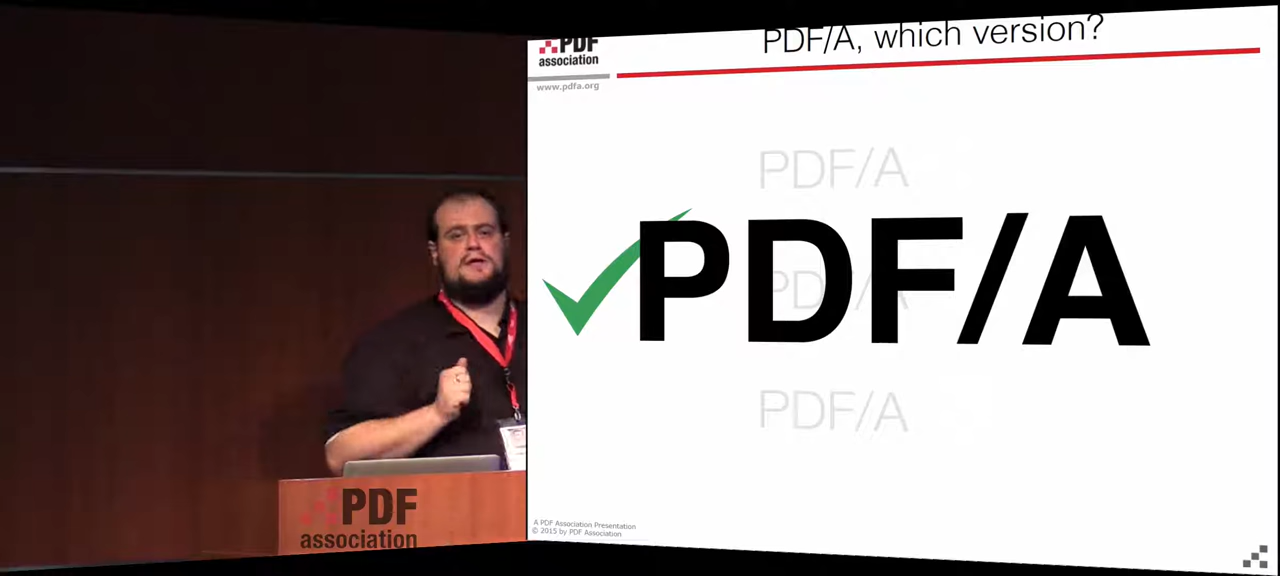 PDF
association
www.pdfa.org
PDF/A, which version?
PDF/A
PDF/A
PDF/A
PDF/A
A PDF Association Presentation
© 2015 by PDF Association
PDF
association